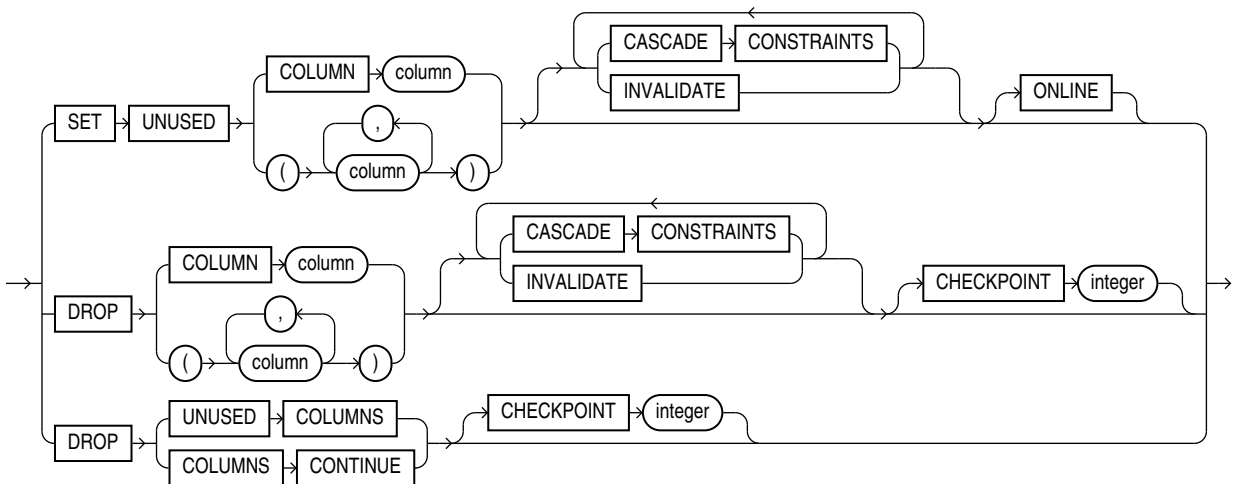 CASCADE CONSTRAINTS
COLUMN column
INVALIDATE
ONLINE
SET UNUSED
,
( column )
CASCADE CONSTRAINTS
COLUMN column
INVALIDATE
CHECKPOINT integer
DROP
,
( column )
UNUSED COLUMNS
CHECKPOINT integer
DROP
COLUMNS CONTINUE